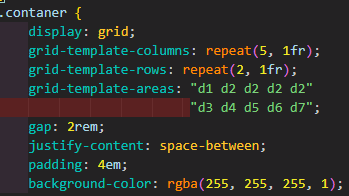 .contaner {
display: grid;
grid-template-columns: repeat(5, 1fr);
grid-template-rows: repeat(2, 1fr);
grid-template-areas: "d1 d2 d2 d2 d2"
"d3 d4 d5 d6 d7";
gap: 2rem;
justify-content: space-between;
padding: 4em;
background-color: rgba(255, 255, 255, 1);